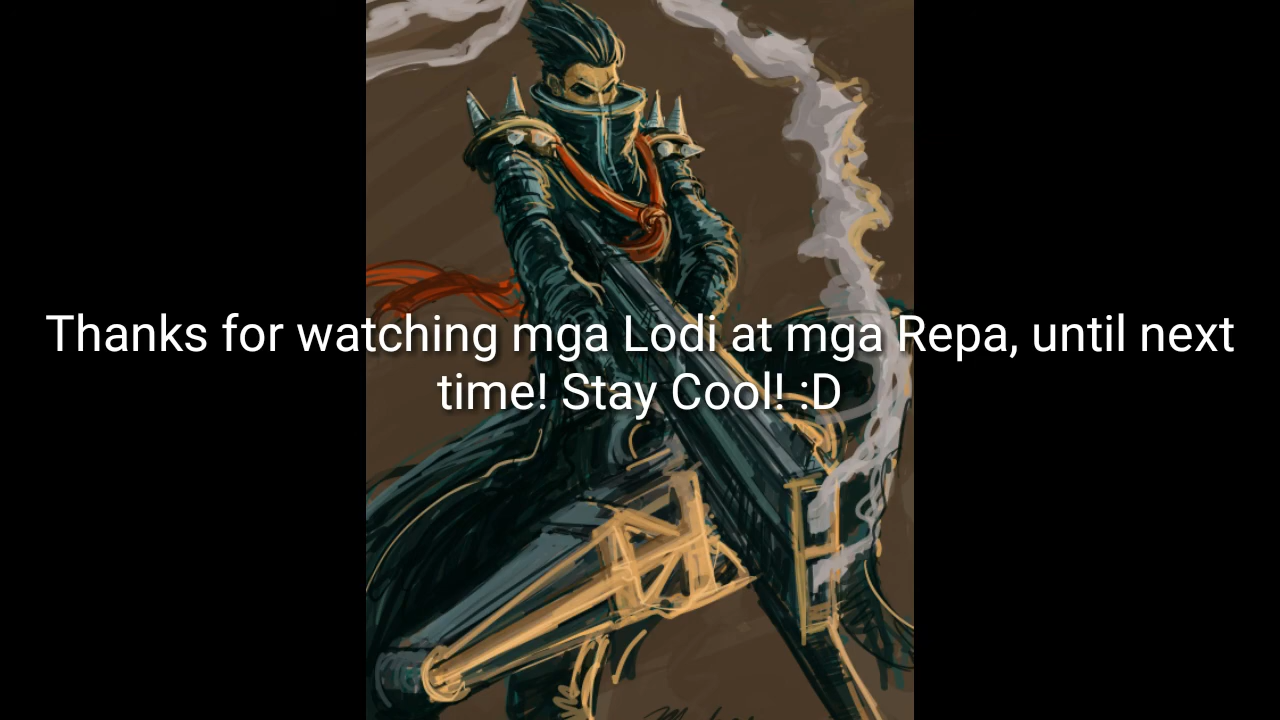 Thanks for watching mga Lodi at mga Repa, until next
time! Stay Cool! :D